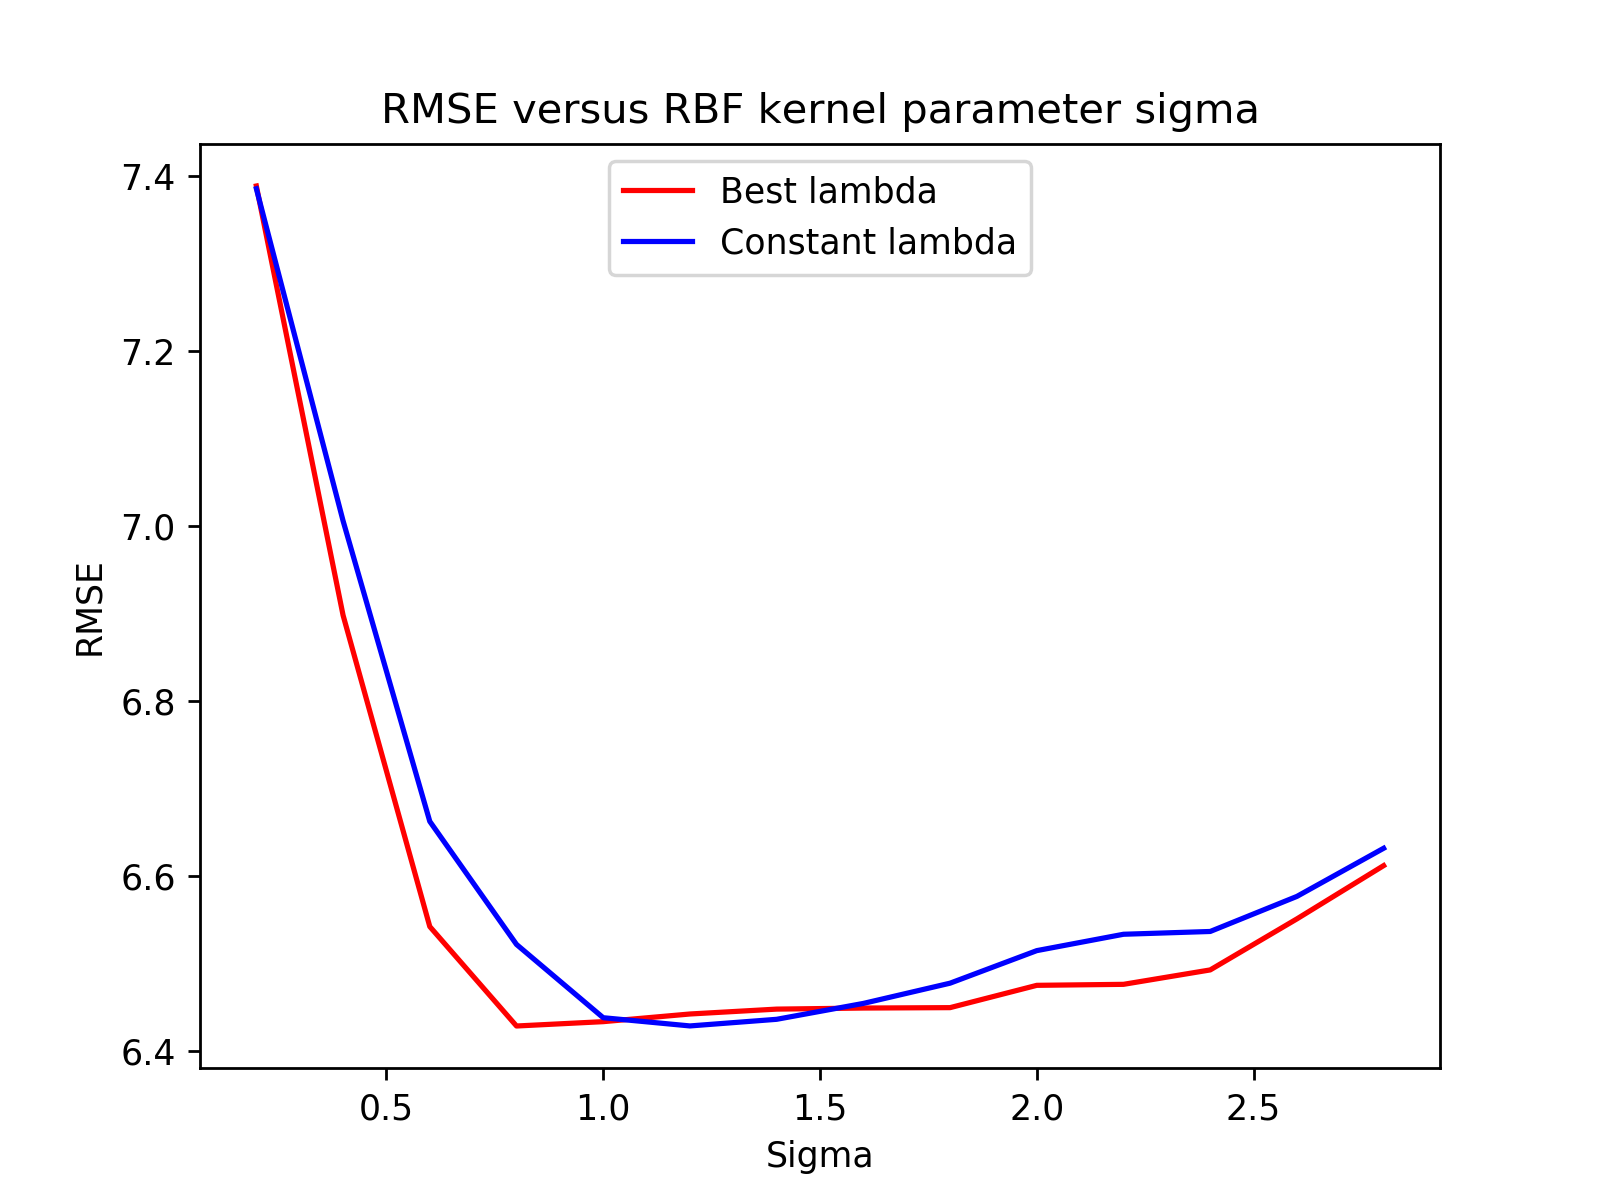 RMSE versus RBF kernel parameter sigma
Best lambda
Constant lambda
7.4
7.2
7.0
6.8
6.6
6.4
RMSE
0.5 1.0 1.5 2.0 2.5
Sigma